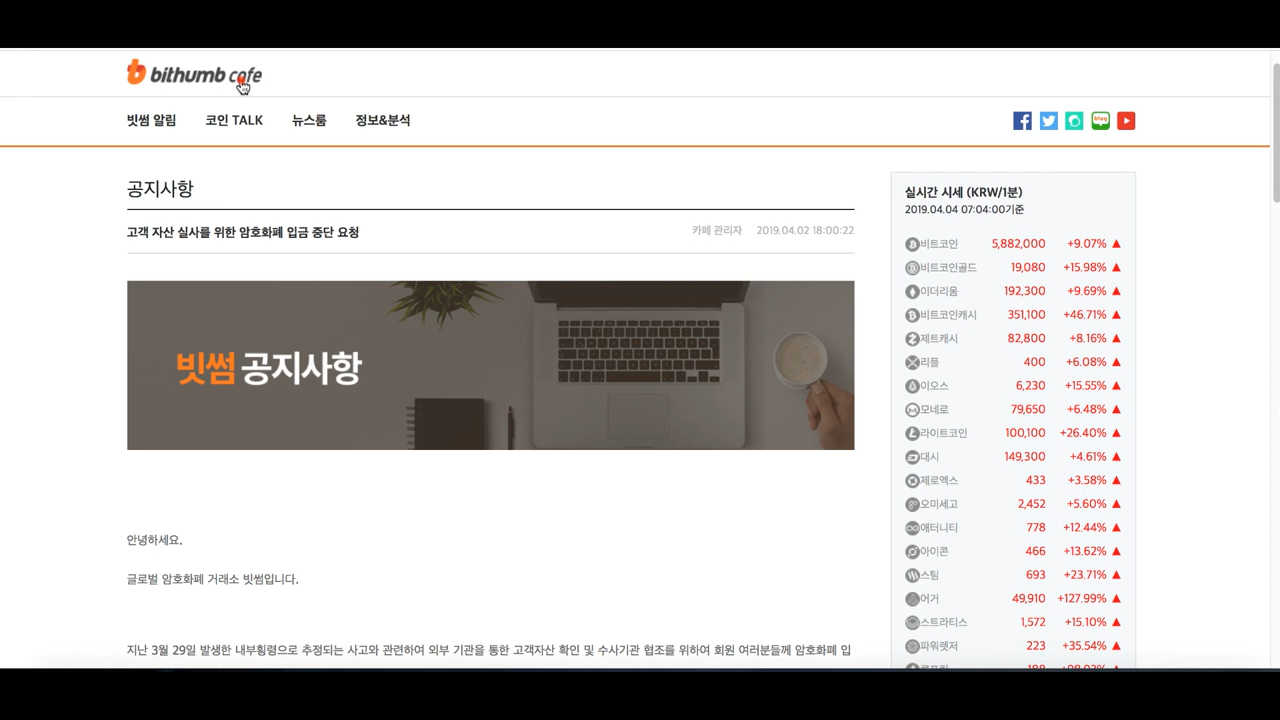 bithumb cafe
빗썸 알림 코인 TALK 뉴스룸 정보&분석
blog
공지사항
고객 자산 실사를 위한 암호화폐 입금 중단 요청 카페 관리자 2019.04.02 18:00:22
빗썸 공지사항
안녕하세요.
글로벌 암호화폐 거래소 빗썸입니다.
지난 3월 29일 발생한 내부횡령으로 추정되는 사고와 관련하여 외부 기관을 통한 고객자산 확인 및 수사기관 협조를 위하여 회원 여러분들께 암호화폐 입
실시간 시세 (KRW/1분)
2019.04.04 07:04:00기준
비트코인 5,882,000 +9.07% ▲
비트코인골드 19,080 +15.98% ▲
이더리움 192,300 +9.69% ▲
비트코인캐시 351,100 +46.71% ▲
제트캐시 82,800 +8.16% ▲
리플 400 +6.08% ▲
이오스 6,230 +15.55% ▲
모네로 79,650 +6.48% ▲
라이트코인 100,100 +26.40% ▲
대시 149,300 +4.61% ▲
제로엑스 433 +3.58% ▲
오미세고 2,452 +5.60% ▲
애터니티 778 +12.44% ▲
아이콘 466 +13.62% ▲
스팀 693 +23.71% ▲
어거 49,910 +127.99% ▲
스트라티스 1,572 +15.10% ▲
파워렛저 223 +35.54% ▲